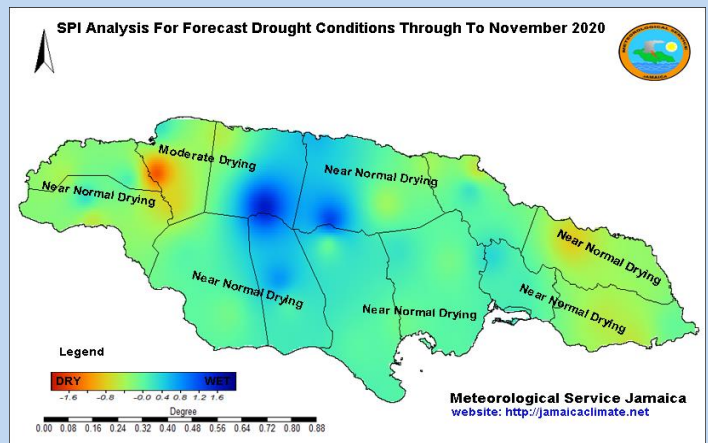 SPI Analysis For Forecast Drought Conditions Through To November 2020
METEOROLOGICAL SERVICE
JAMAICA
Moderate Drying
Near Normal Drying
Near Normal Drying
Near Normal Drying
Near Normal Drying
Near Normal Drying
Near Normal Drying
Legend
DRY WET
-1.6 -0.8 -0.0 0.4 0.8 1.2 1.6
Degree
0.00 0.08 0.16 0.24 0.32 0.40 0.48 0.56 0.64 0.72 0.80 0.88
Meteorological Service Jamaica
website: http://jamaicaclimate.net